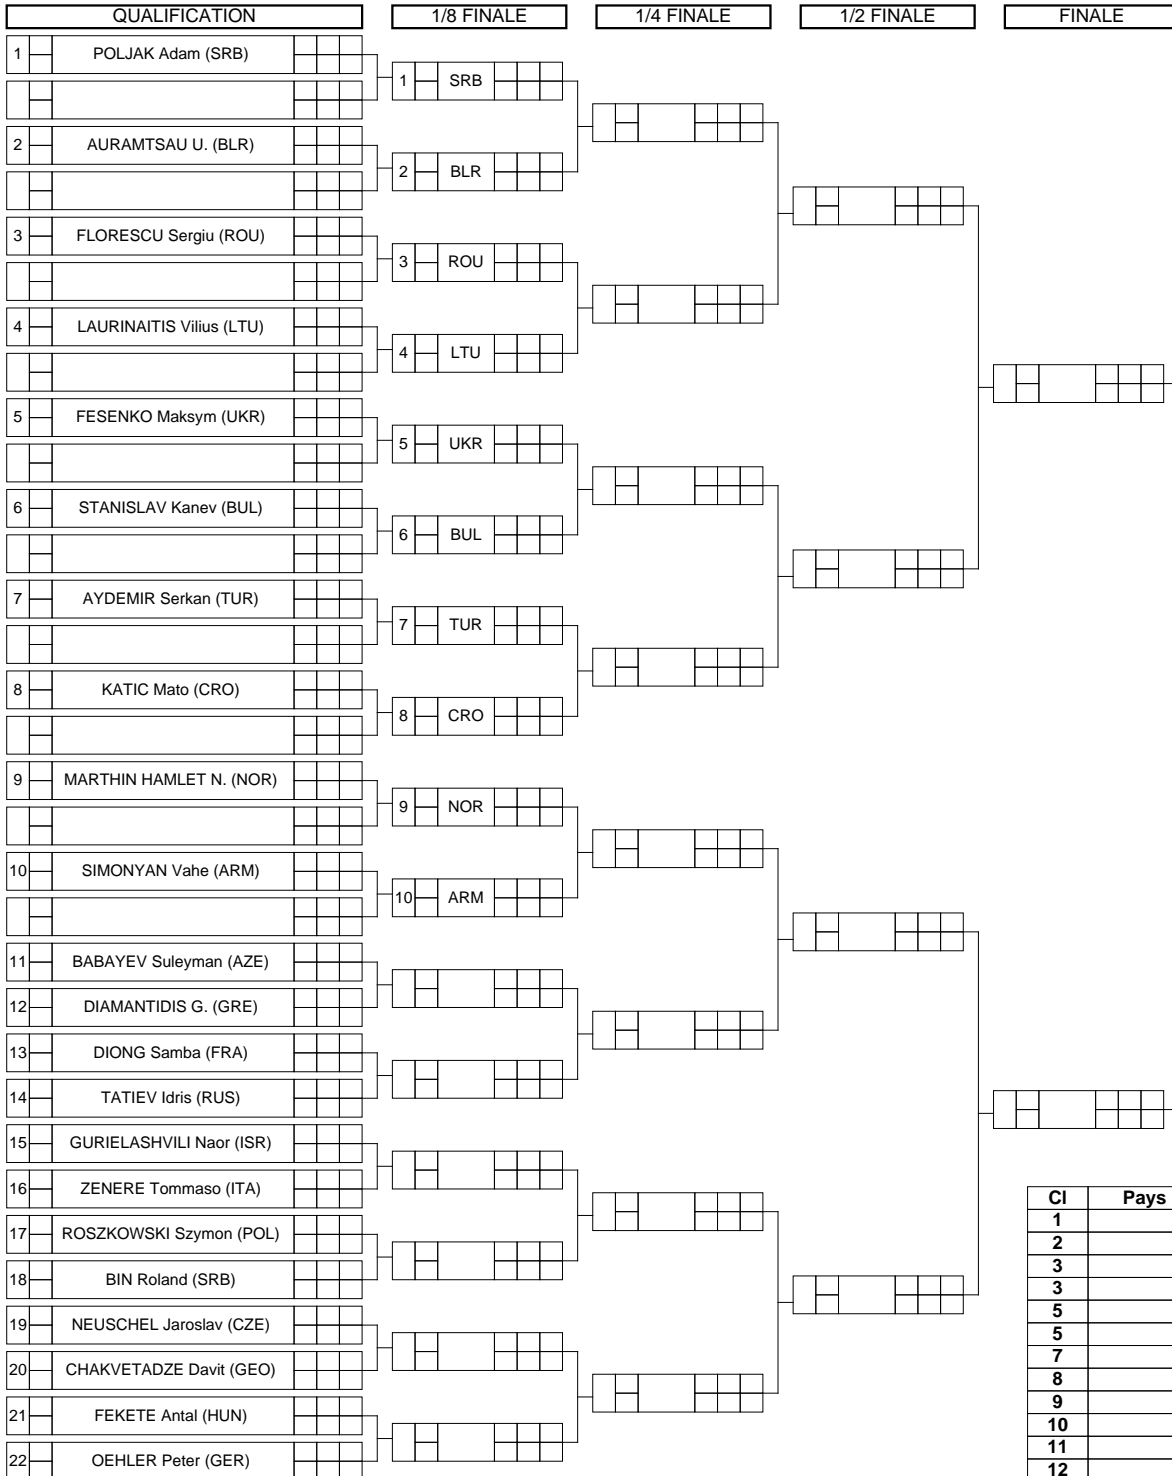 QUALIFICATION
1/8 FINALE
1/4 FINALE
1/2 FINALE
FINALE
1 POLJAK Adam (SRB)
1 SRB
2 AURAMTSAU U. (BLR)
2 BLR
3 FLORESCU Sergiu (ROU)
3 ROU
4 LAURINAITIS Vilius (LTU)
4 LTU
5 FESENKO Maksym (UKR)
5 UKR
6 STANISLAV Kanev (BUL)
6 BUL
7 AYDEMIR Serkan (TUR)
7 TUR
8 KATIC Mato (CRO)
8 CRO
9 MARTHIN HAMLET N. (NOR)
9 NOR
10 SIMONYAN Vahe (ARM)
10 ARM
11 BABAYEV Suleyman (AZE)
12 DIAMANTIDIS G. (GRE)
13 DIONG Samba (FRA)
14 TATIEV Idris (RUS)
15 GURIELASHVILI Naor (ISR)
16 ZENERE Tommaso (ITA)
17 ROSZKOWSKI Szymon (POL)
18 BIN Roland (SRB)
19 NEUSCHEL Jaroslav (CZE)
20 CHAKVETADZE Davit (GEO)
21 FEKETE Antal (HUN)
22 OEHLER Peter (GER)
Cl Pays
1
2
3
3
5
5
7
8
9
10
11
12